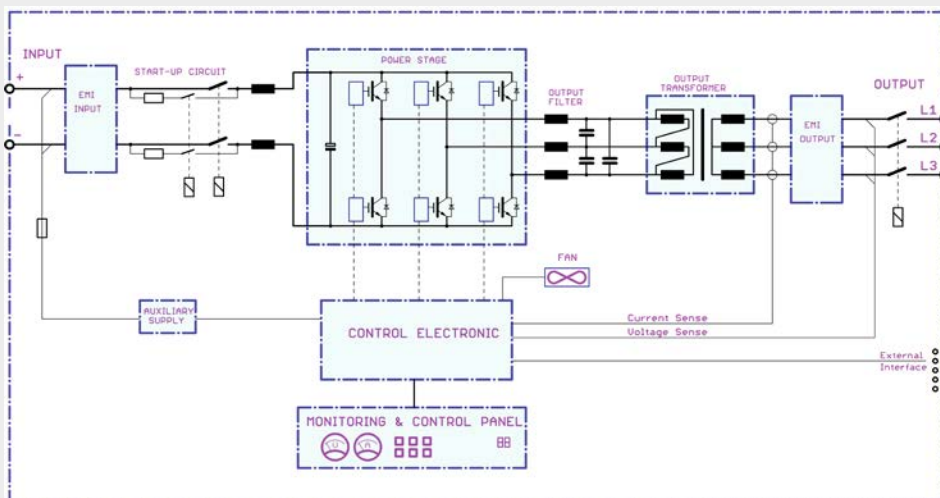 INPUT
+
−
EMI
INPUT
START-UP CIRCUIT
POWER STAGE
OUTPUT
FILTER
OUTPUT
TRANSFORMER
EMI
OUTPUT
OUTPUT
L1
L2
L3
FAN
AUXILIARY
SUPPLY
CONTROL ELECTRONIC
Current Sense
Voltage Sense
External
Interface
MONITORING & CONTROL PANEL
U
A